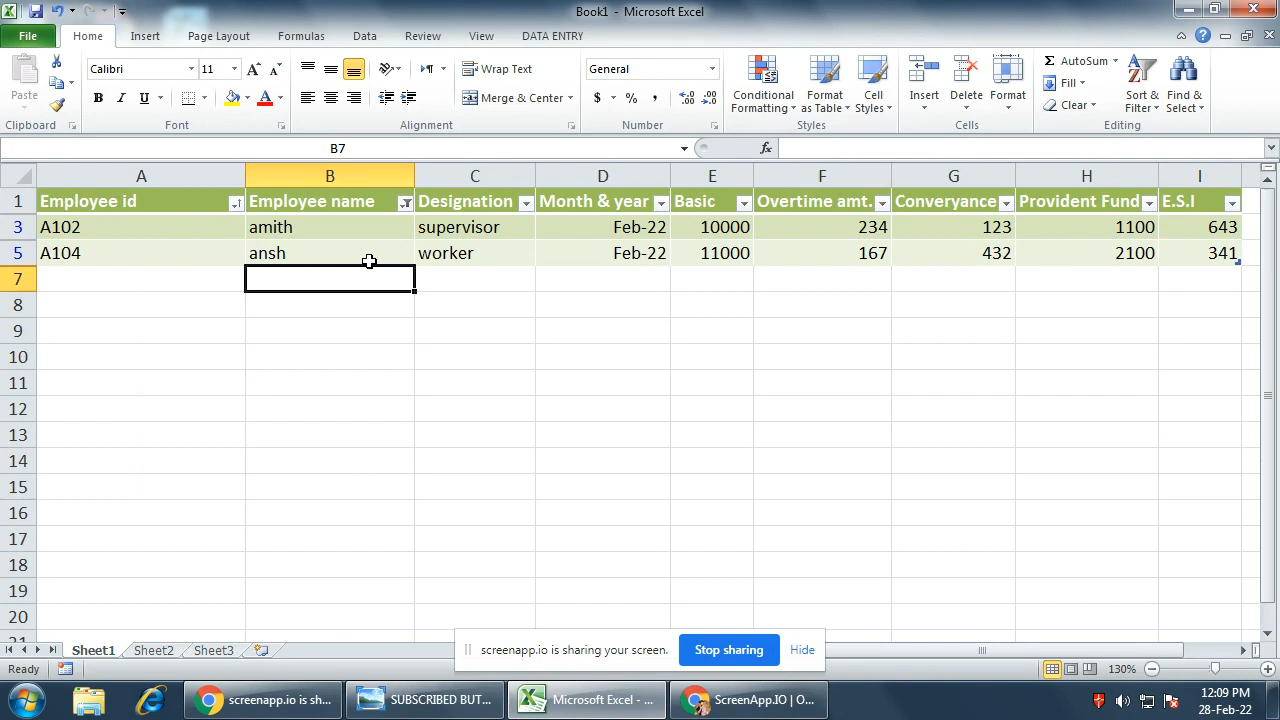 Book1 - Microsoft Excel
File Home Insert Page Layout Formulas Data Review View DATA ENTRY
Calibri 11 Wrap Text General AutoSum
Paste B I U Merge & Center $ % , Conditional Formatting Format as Table Cell Styles Insert Delete Format Fill Clear Sort & Filter Find & Select
Clipboard Font Alignment Number Styles Cells Editing
B7 fx
A B C D E F G H I
1 Employee id Employee name Designation Month & year Basic Overtime amt. Converyance Provident Fund E.S.I
3 A102 amith supervisor Feb-22 10000 234 123 1100 643
5 A104 ansh worker Feb-22 11000 167 432 2100 341
7
8
9
10
11
12
13
14
15
16
17
18
19
20
21
Sheet1 Sheet2 Sheet3
screenapp.io is sharing your screen. Stop sharing Hide
Ready 130%
screenapp.io is sh... SUBSCRIBED BUT... Microsoft Excel - ... ScreenApp.IO | O... 12:09 PM
28-Feb-22